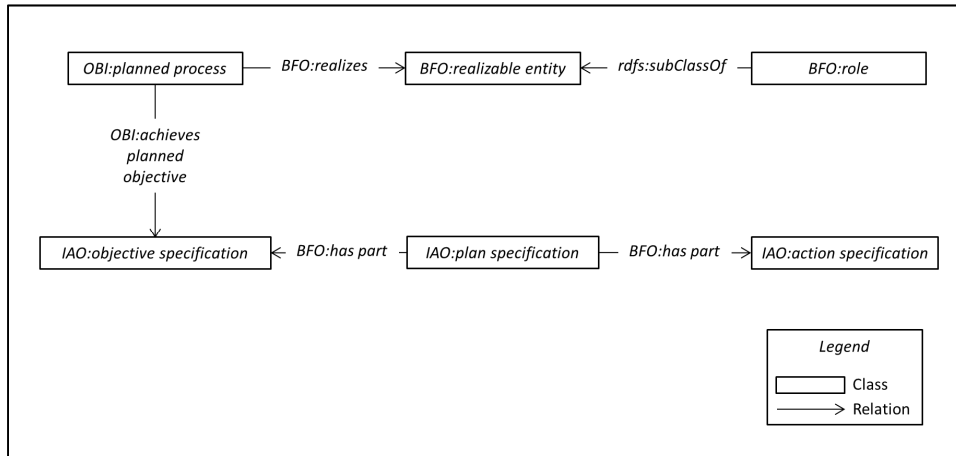 OBI:planned process
BFO:realizes
BFO:realizable entity
rdfs:subClassOf
BFO:role
OBI:achieves
planned
objective
IAO:objective specification
BFO:has part
IAO:plan specification
BFO:has part
IAO:action specification
Legend
Class
Relation